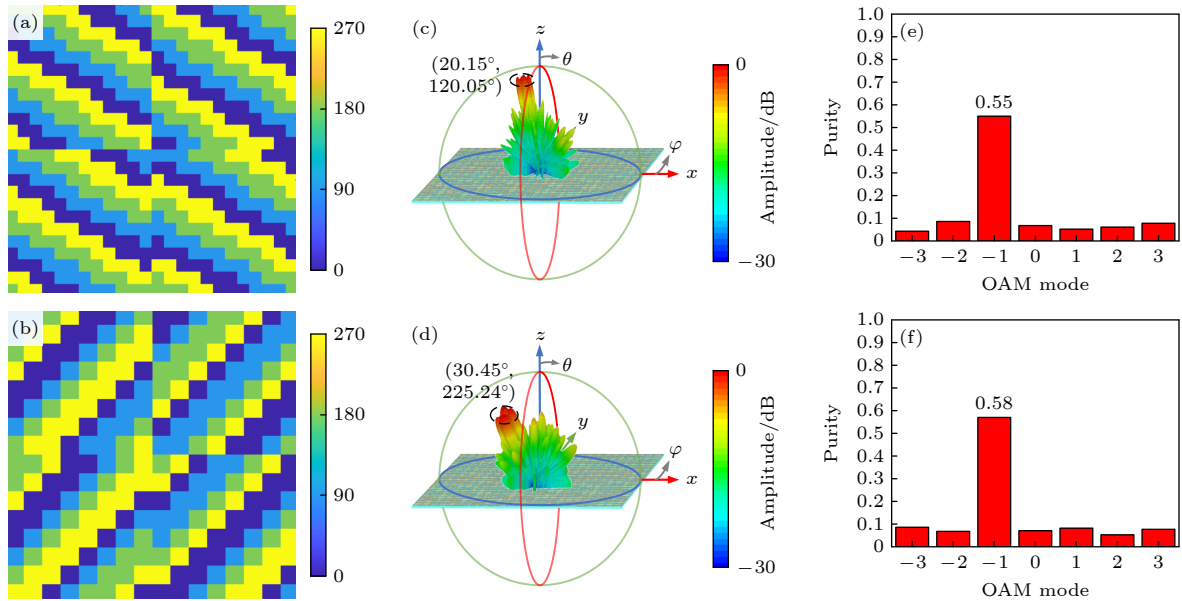 (a)
270
180
90
0
(c)
z
θ
(20.15°,
120.05°)
y
φ
x
0
Amplitude/dB
−30
(e)
1.0
0.9
0.8
0.7
0.6
0.5
0.4
0.3
0.2
0.1
0
Purity
0.55
−3 −2 −1 0 1 2 3
OAM mode
(b)
270
180
90
0
(d)
z
θ
(30.45°,
225.24°)
y
φ
x
0
Amplitude/dB
−30
(f)
1.0
0.9
0.8
0.7
0.6
0.5
0.4
0.3
0.2
0.1
0
Purity
0.58
−3 −2 −1 0 1 2 3
OAM mode